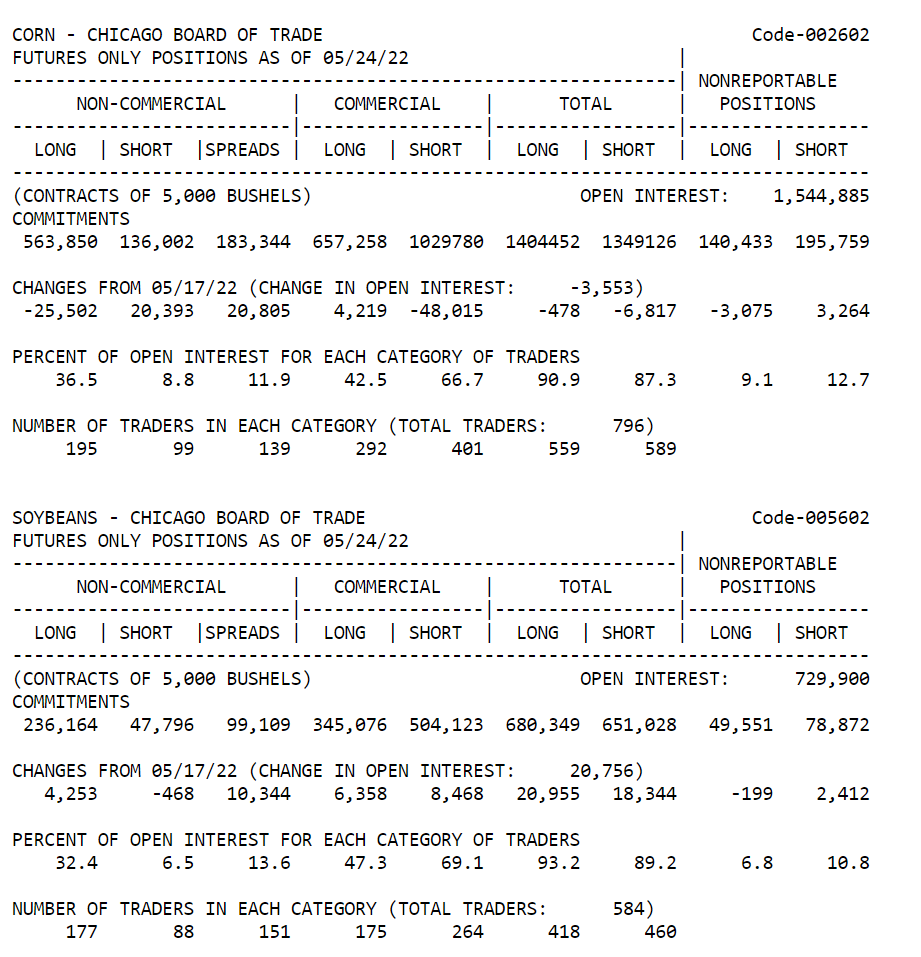 CORN - CHICAGO BOARD OF TRADE                                        Code-002602
FUTURES ONLY POSITIONS AS OF 05/24/22                         |
--------------------------------------------------------------| NONREPORTABLE
      NON-COMMERCIAL      |   COMMERCIAL    |      TOTAL      |   POSITIONS
--------------------------|-----------------|-----------------|-----------------
  LONG  | SHORT  |SPREADS |  LONG  | SHORT  |  LONG  | SHORT  |  LONG  | SHORT
--------------------------------------------------------------------------------
(CONTRACTS OF 5,000 BUSHELS)                         OPEN INTEREST:    1,544,885
COMMITMENTS
 563,850  136,002  183,344  657,258  1029780  1404452  1349126  140,433  195,759
CHANGES FROM 05/17/22 (CHANGE IN OPEN INTEREST:     -3,553)
 -25,502   20,393   20,805    4,219  -48,015     -478   -6,817   -3,075    3,264
PERCENT OF OPEN INTEREST FOR EACH CATEGORY OF TRADERS
    36.5      8.8     11.9     42.5     66.7     90.9     87.3      9.1     12.7
NUMBER OF TRADERS IN EACH CATEGORY (TOTAL TRADERS:      796)
     195       99      139      292      401      559      589
SOYBEANS - CHICAGO BOARD OF TRADE                                    Code-005602
FUTURES ONLY POSITIONS AS OF 05/24/22                         |
--------------------------------------------------------------| NONREPORTABLE
      NON-COMMERCIAL      |   COMMERCIAL    |      TOTAL      |   POSITIONS
--------------------------|-----------------|-----------------|-----------------
  LONG  | SHORT  |SPREADS |  LONG  | SHORT  |  LONG  | SHORT  |  LONG  | SHORT
--------------------------------------------------------------------------------
(CONTRACTS OF 5,000 BUSHELS)                         OPEN INTEREST:      729,900
COMMITMENTS
 236,164   47,796   99,109  345,076  504,123  680,349  651,028   49,551   78,872
CHANGES FROM 05/17/22 (CHANGE IN OPEN INTEREST:     20,756)
   4,253     -468   10,344    6,358    8,468   20,955   18,344     -199    2,412
PERCENT OF OPEN INTEREST FOR EACH CATEGORY OF TRADERS
    32.4      6.5     13.6     47.3     69.1     93.2     89.2      6.8     10.8
NUMBER OF TRADERS IN EACH CATEGORY (TOTAL TRADERS:      584)
     177       88      151      175      264      418      460